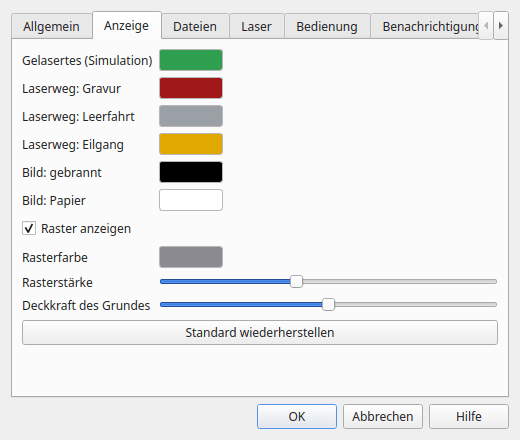 Allgemein Anzeige Dateien Laser Bedienung Benachrichtigung
Gelasertes (Simulation)
Laserweg: Gravur
Laserweg: Leerfahrt
Laserweg: Eilgang
Bild: gebrannt
Bild: Papier
Raster anzeigen
Rasterfarbe
Rasterstärke
Deckkraft des Grundes
Standard wiederherstellen
OK Abbrechen Hilfe